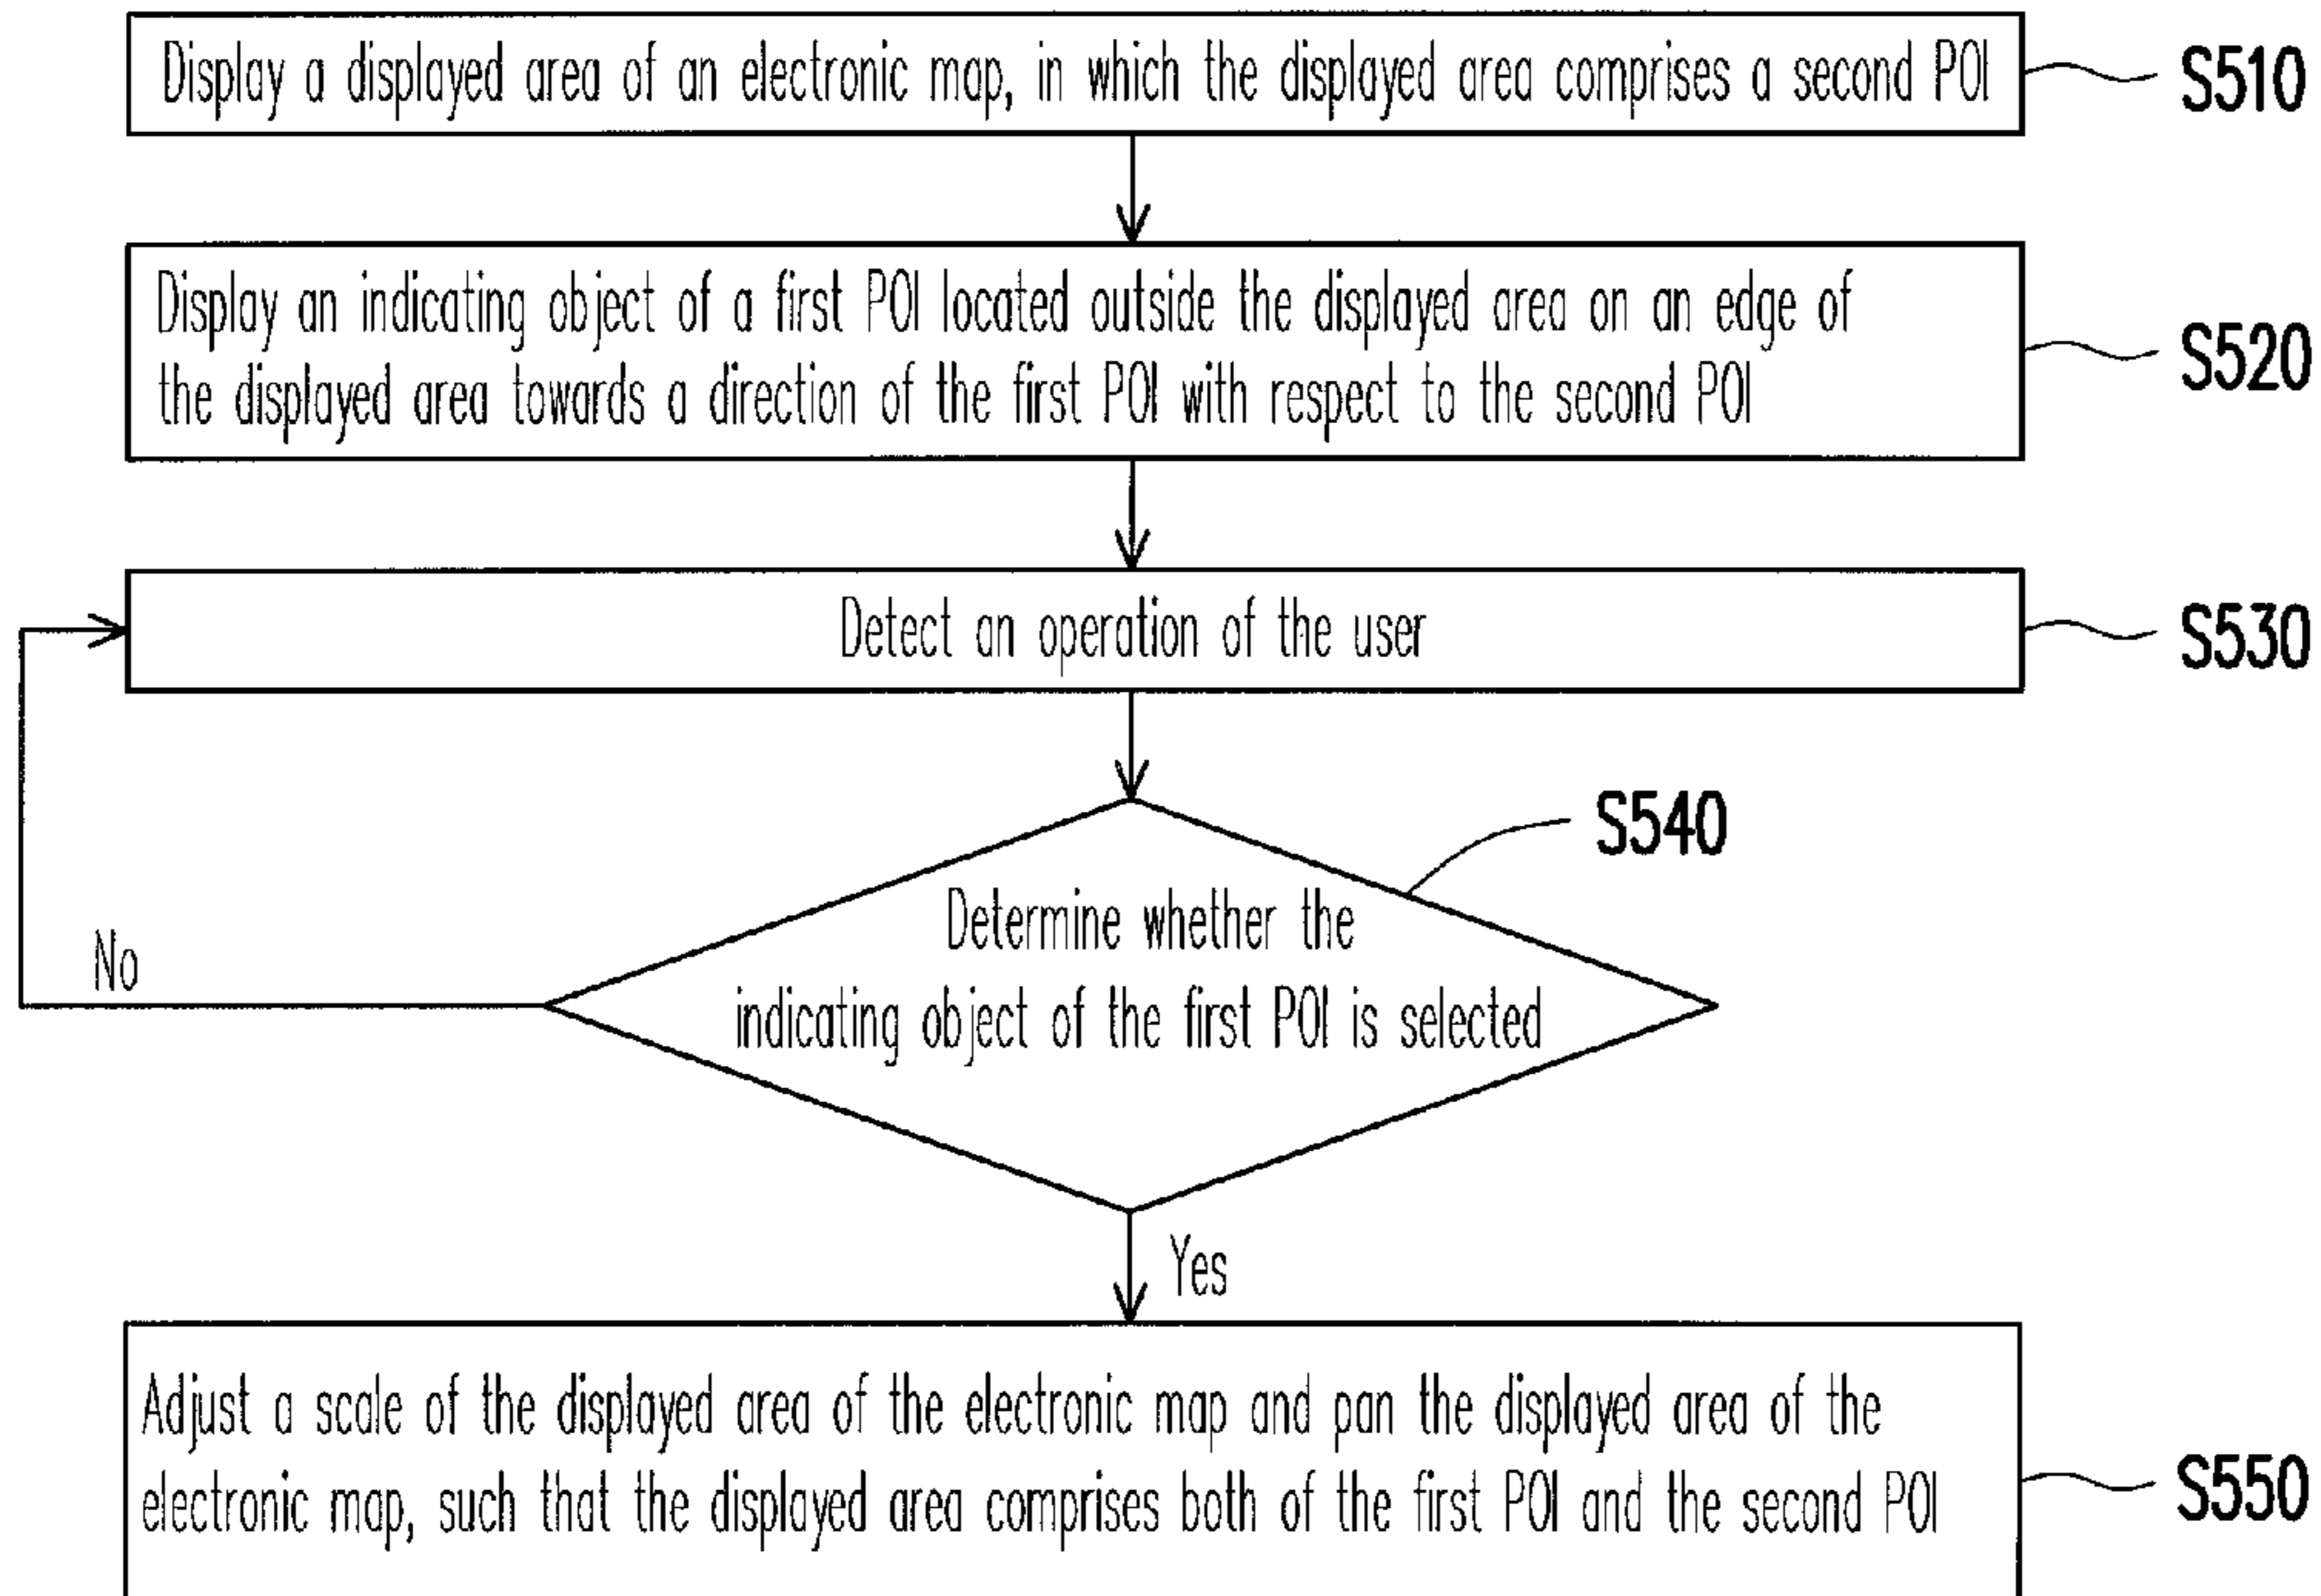 Display a displayed area of an electronic map, in which the displayed area comprises a second POI
S510
Display an indicating object of a first POI located outside the displayed area on an edge of
the displayed area towards a direction of the first POI with respect to the second POI
S520
Detect an operation of the user
S530
S540
Determine whether the
indicating object of the first POI is selected
No
Yes
Adjust a scale of the displayed area of the electronic map and pan the displayed area of the
electronic map, such that the displayed area comprises both of the first POI and the second POI
S550